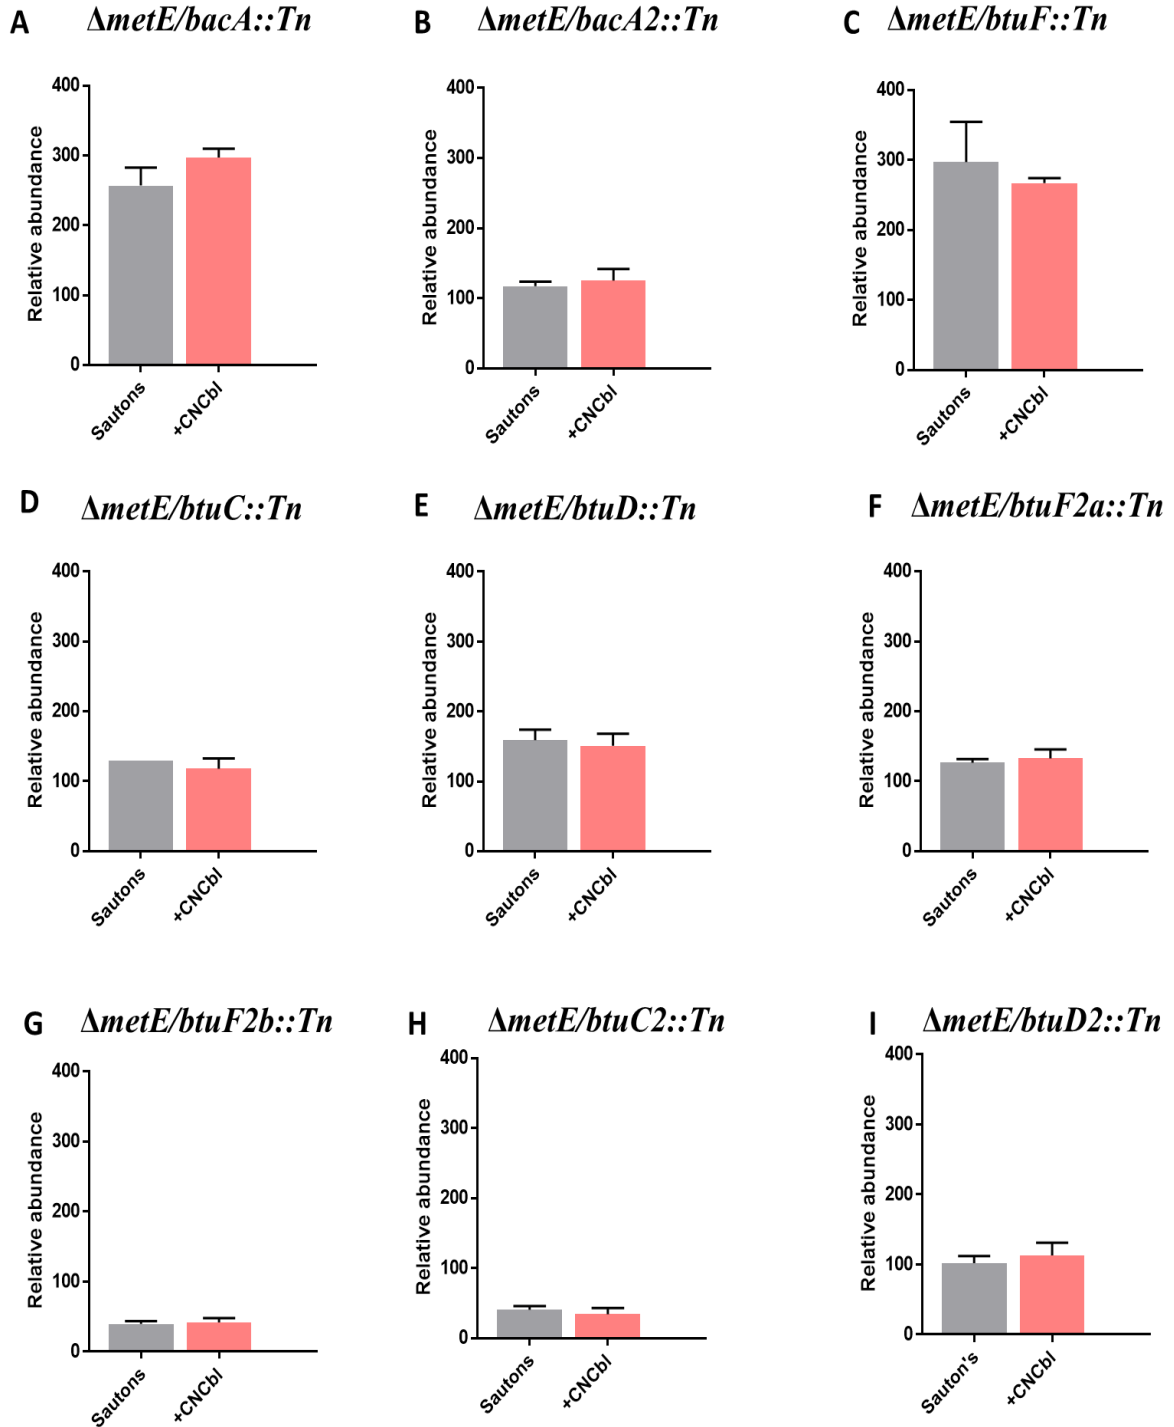 A ΔmetE/bacA::Tn
B ΔmetE/bacA2::Tn
C ΔmetE/btuF::Tn
Relative abundance
400
300
200
100
0
Sautons
+CNCbl
Relative abundance
400
300
200
100
0
Sautons
+CNCbl
Relative abundance
400
300
200
100
0
Sautons
+CNCbl
D ΔmetE/btuC::Tn
E ΔmetE/btuD::Tn
F ΔmetE/btuF2a::Tn
Relative abundance
400
300
200
100
0
Sautons
+CNCbl
Relative abundance
400
300
200
100
0
Sautons
+CNCbl
Relative abundance
400
300
200
100
0
Sautons
+CNCbl
G ΔmetE/btuF2b::Tn
H ΔmetE/btuC2::Tn
I ΔmetE/btuD2::Tn
Relative abundance
400
300
200
100
0
Sautons
+CNCbl
Relative abundance
400
300
200
100
0
Sautons
+CNCbl
Relative abundance
400
300
200
100
0
Sauton's
+CNCbl